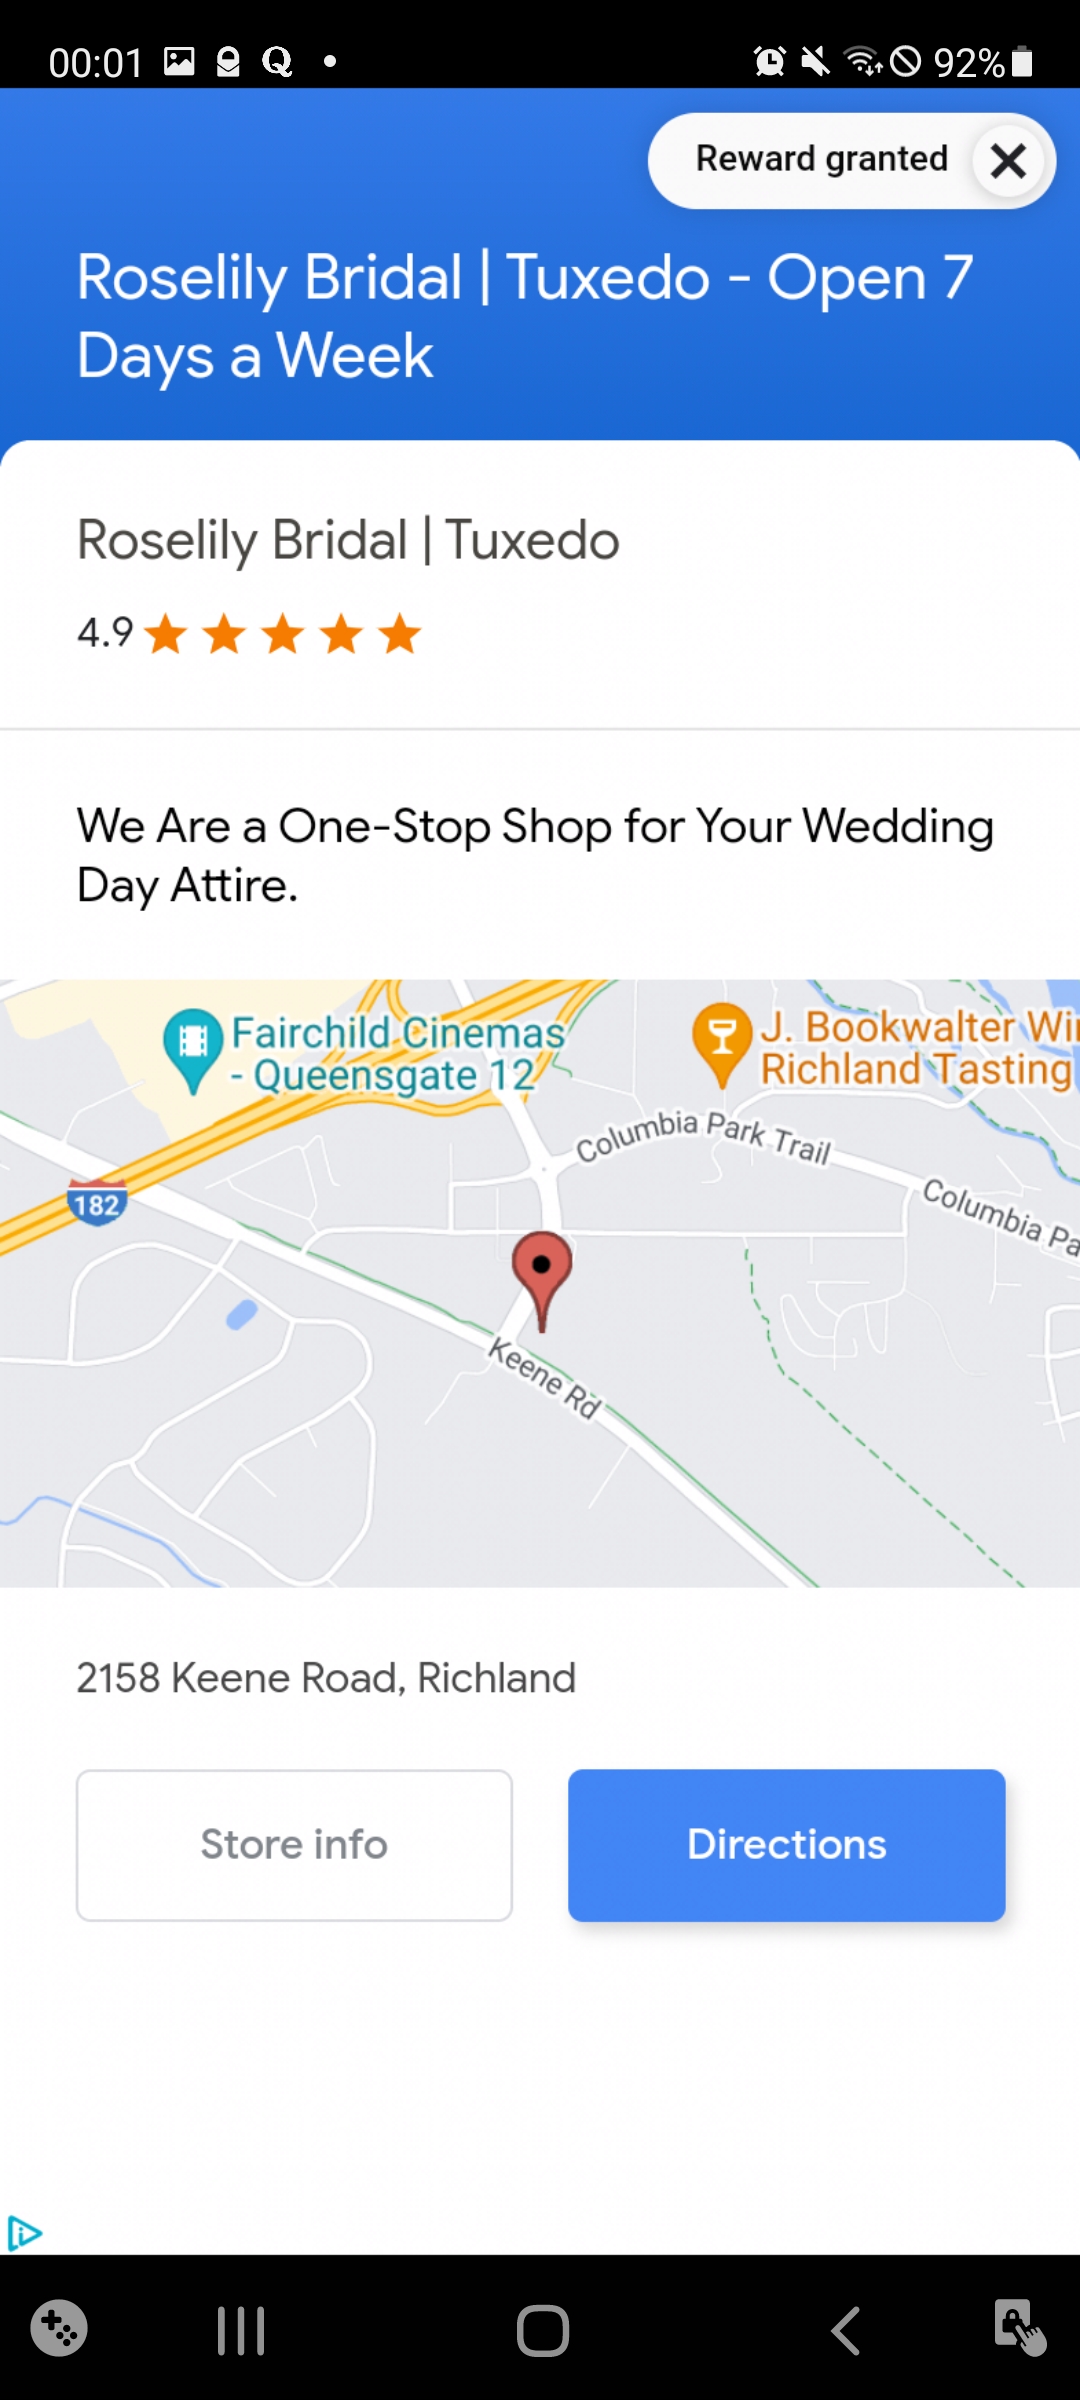 00:01
92%
Reward granted
Roselily Bridal | Tuxedo - Open 7
Days a Week
Roselily Bridal | Tuxedo
4.9
We Are a One-Stop Shop for Your Wedding
Day Attire.
Fairchild Cinemas
- Queensgate 12
J. Bookwalter Wi
Richland Tasting
Columbia Park Trail
Columbia Pa
182
Keene Rd
2158 Keene Road, Richland
Store info
Directions